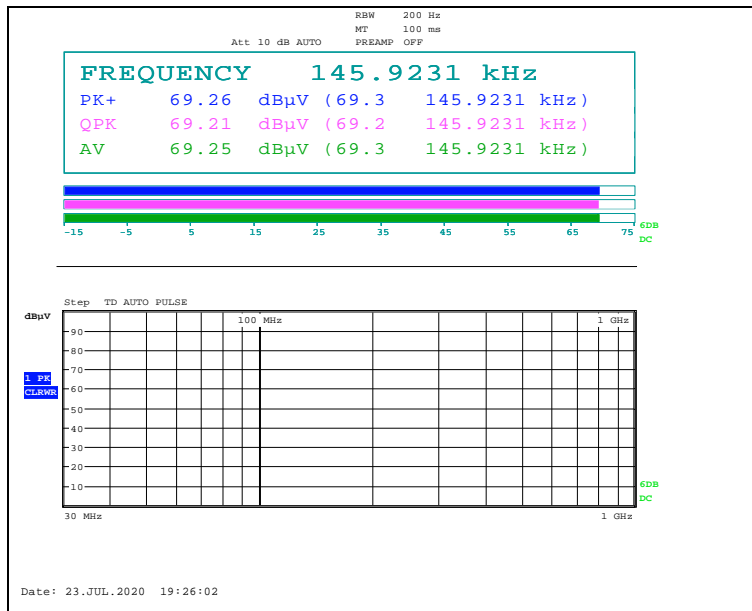 RBW 200 Hz
MT 100 ms
Att 10 dB AUTO PREAMP OFF
FREQUENCY 145.9231 kHz
PK+ 69.26 dBµV (69.3 145.9231 kHz)
QPK 69.21 dBµV (69.2 145.9231 kHz)
AV 69.25 dBµV (69.3 145.9231 kHz)
-15 -5 5 15 25 35 45 55 65 75
6DB
DC
Step TD AUTO PULSE
dBµV
100 MHz 1 GHz
90
80
70
1 PK
60
CLRWR
50
40
30
20
10
6DB
DC
30 MHz 1 GHz
Date: 23.JUL.2020 19:26:02